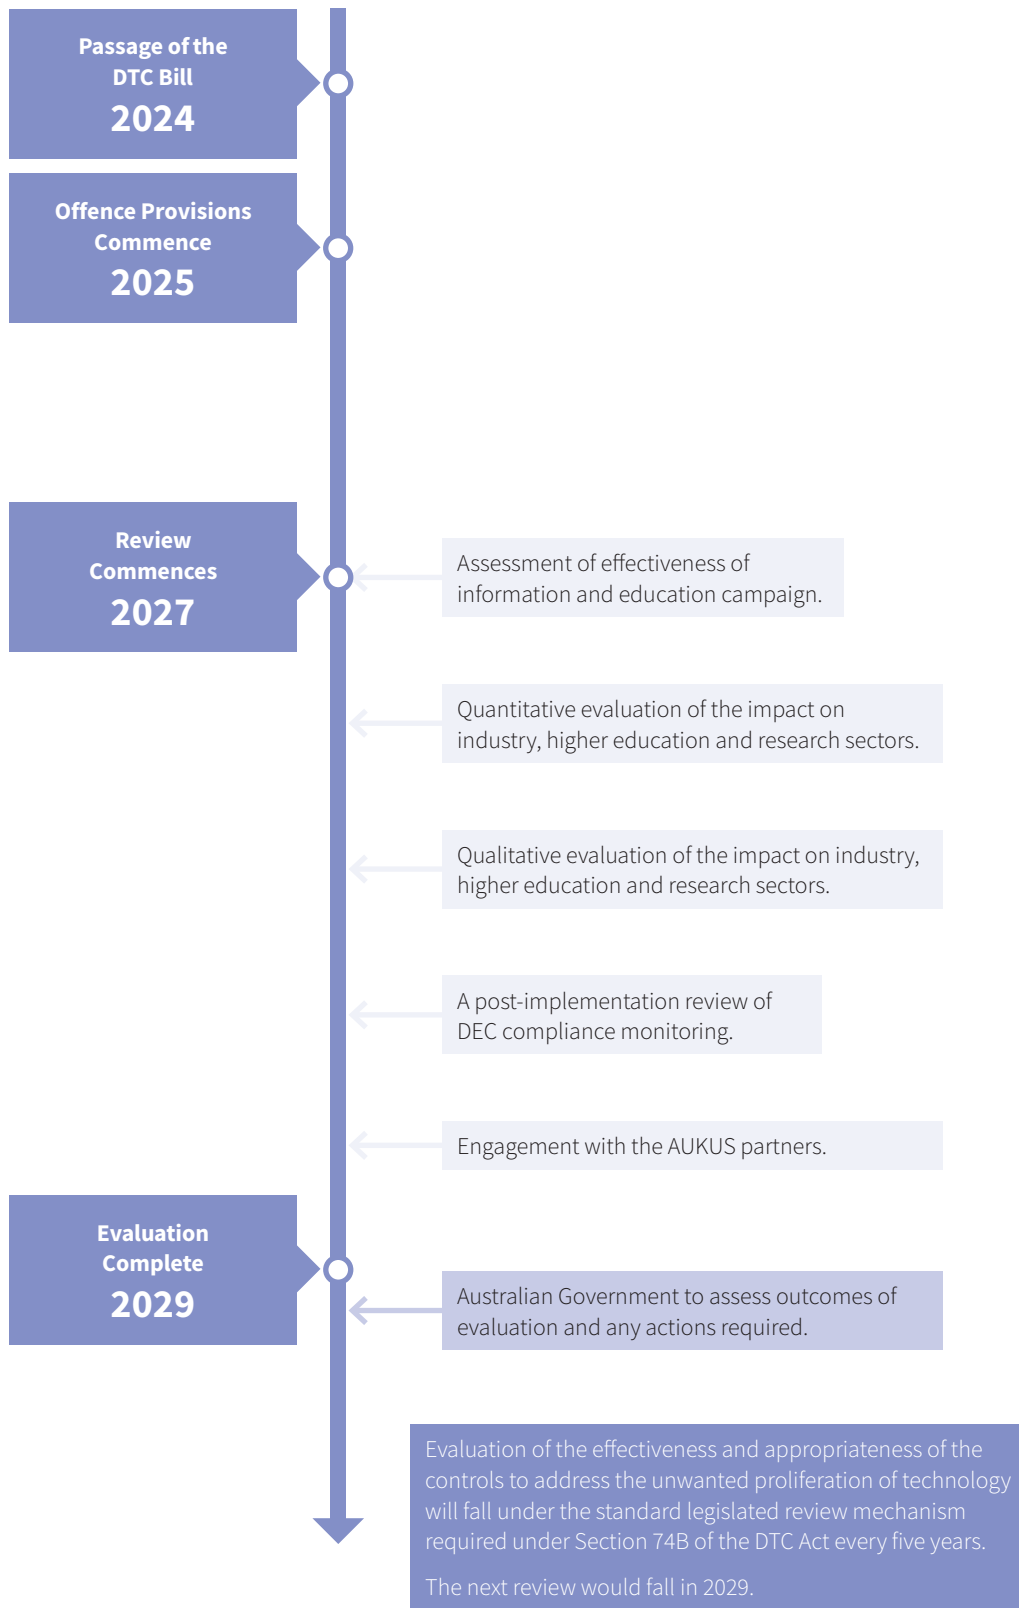 Passage of the
DTC Bill
2024
Offence Provisions
Commence
2025
Review
Commences
2027
Assessment of effectiveness of
information and education campaign.
Quantitative evaluation of the impact on
industry, higher education and research sectors.
Qualitative evaluation of the impact on industry,
higher education and research sectors.
A post-implementation review of
DEC compliance monitoring.
Engagement with the AUKUS partners.
Evaluation
Complete
2029
Australian Government to assess outcomes of
evaluation and any actions required.
Evaluation of the effectiveness and appropriateness of the
controls to address the unwanted proliferation of technology
will fall under the standard legislated review mechanism
required under Section 74B of the DTC Act every five years.
The next review would fall in 2029.